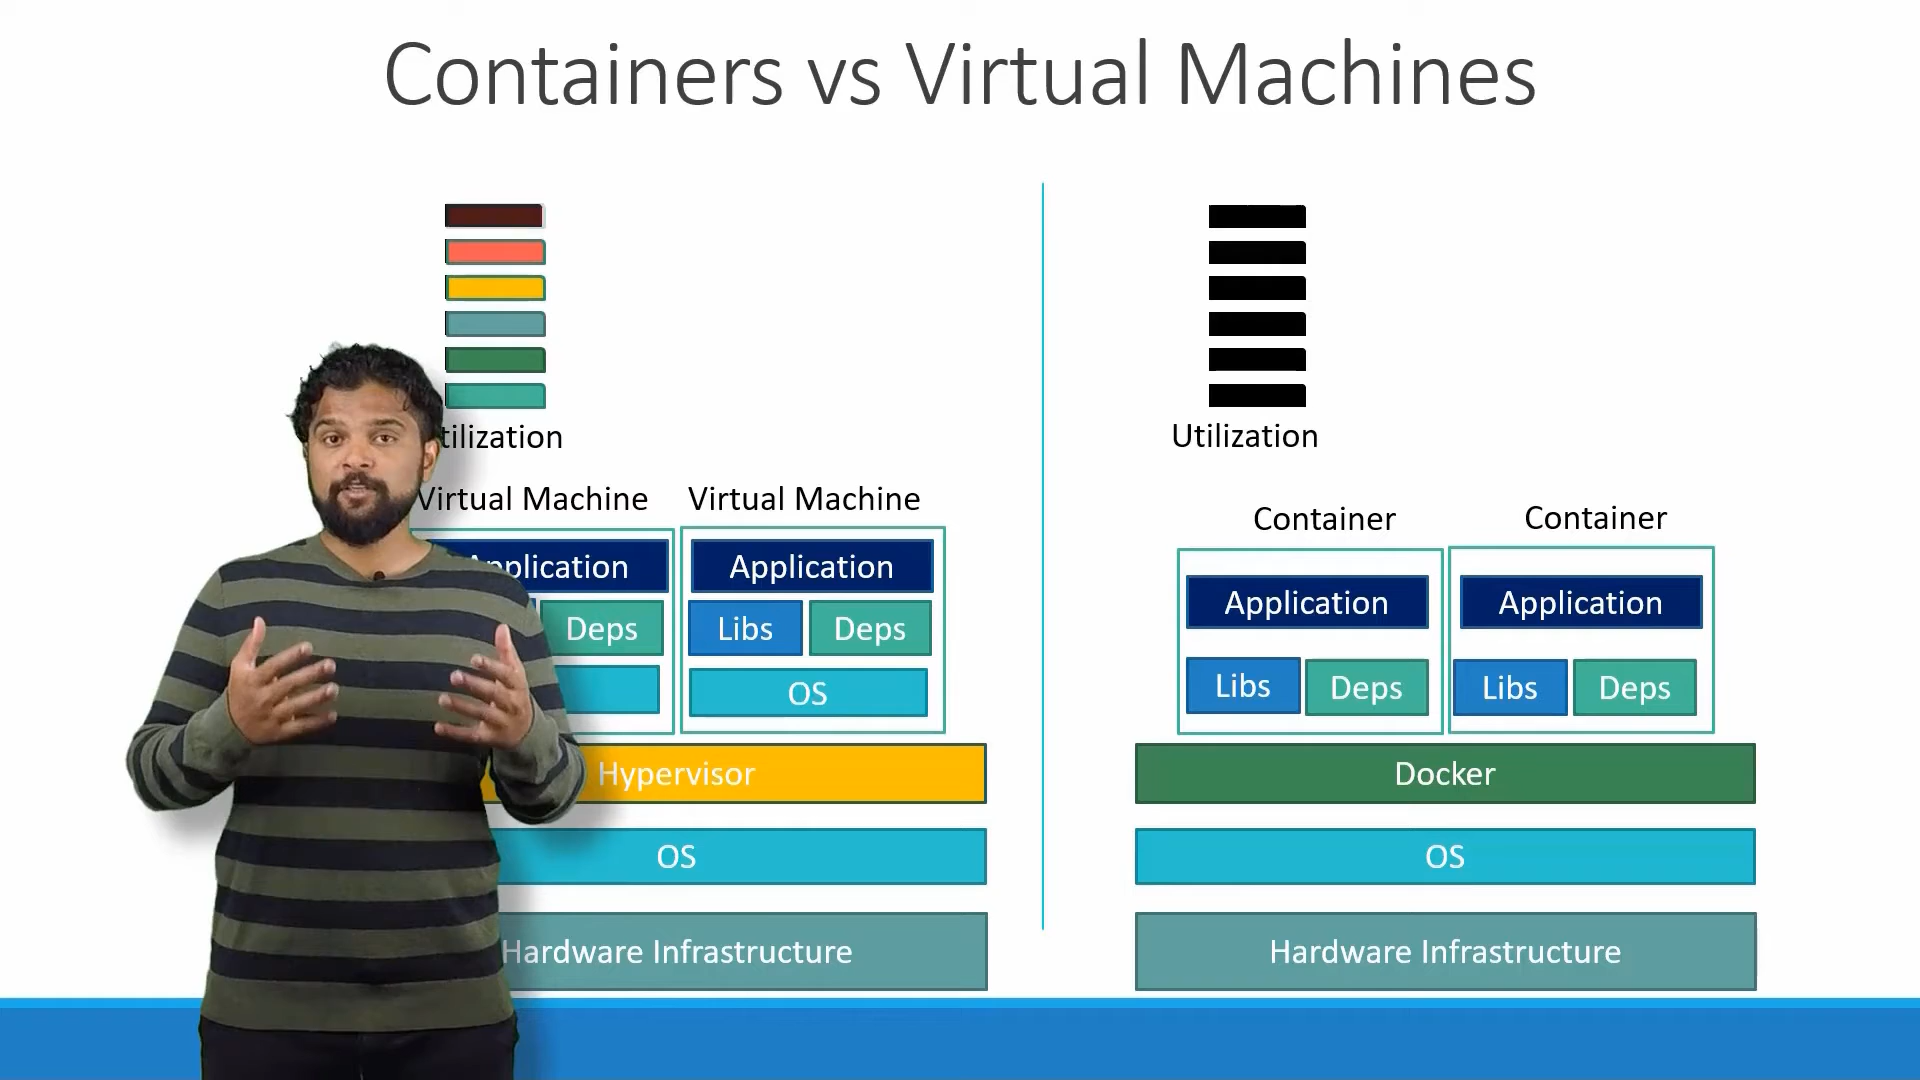 Containers vs Virtual Machines
tilization
Virtual Machine
Virtual Machine
Application
Application
Deps
Libs
Deps
OS
Hypervisor
OS
Hardware Infrastructure
Utilization
Container
Container
Application
Application
Libs
Deps
Libs
Deps
Docker
OS
Hardware Infrastructure